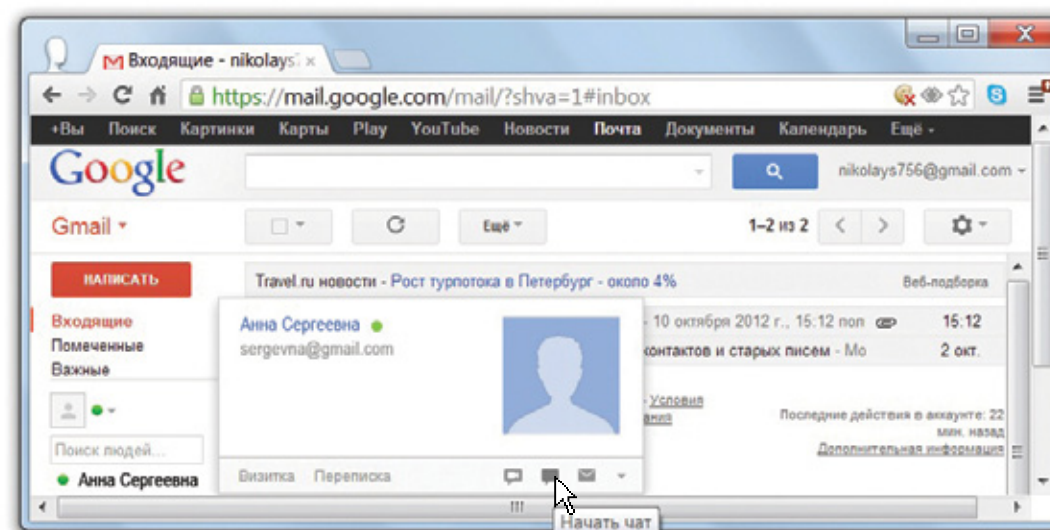 Входящие - nikolays
https://mail.google.com/mail/?shva=1#inbox
+Вы Поиск Картинки Карты Play YouTube Новости Почта Документы Календарь Ещё
Google
nikolays756@gmail.com
Gmail
Ещё
1–2 из 2
НАПИСАТЬ
Travel.ru новости - Рост турпотока в Петербург - около 4%
Веб-подборка
Входящие
Помеченные
Важные
Анна Сергеевна
sergevna@gmail.com
- 10 октября 2012 г., 15:12 пол
15:12
контактов и старых писем - Мо
2 окт.
- Условия
Последние действия в аккаунте: 22
мин. назад
Дополнительная информация
Поиск людей...
Анна Сергеевна
Визитка Переписка
Начать чат